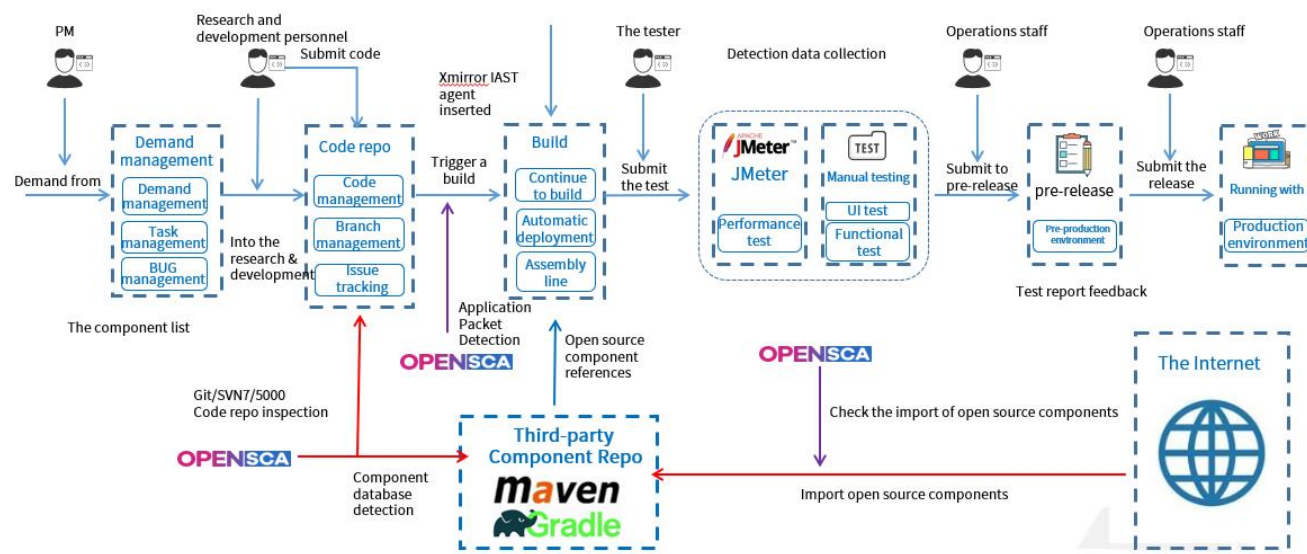 PM
Research and
development personnel
Submit code
Xmirror IAST
agent
inserted
The tester
Detection data collection
Operations staff
Operations staff
Demand from
Demand
management
Demand
management
Task
management
BUG
management
Into the
research &
development
Code repo
Code
management
Branch
management
Issue
tracking
Trigger a
build
Build
Continue
to build
Automatic
deployment
Assembly
line
Submit
the test
APACHE
JMeter™
JMeter
Performance
test
TEST
Manual testing
UI test
Functional
test
Submit to
pre-release
pre-release
Pre-production
environment
Submit the
release
WORK
Running with
Production
environment
Test report feedback
The component list
Application
Packet
Detection
OPENSCA
Open source
component
references
OPENSCA
Check the import of open source components
The Internet
Git/SVN7/5000
Code repo inspection
OPENSCA
Component
database
detection
Third-party
Component Repo
maven
Gradle
Import open source components